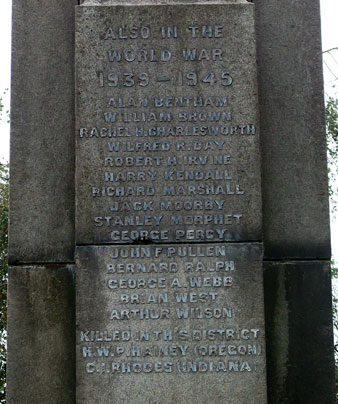 ALSO IN THE
WORLD WAR
1939 – 1945
ALAN BENTHAM
WILLIAM BROWN
RACHEL H. CHARLESWORTH
WILFRED R. DAY
ROBERT H. IRVINE
HARRY KENDALL
RICHARD MARSHALL
JACK MOORBY
STANLEY MORPHET
GEORGE PERCY
JOHN F. PULLEN
BERNARD RALPH
GEORGE A. WEBB
BRIAN WEST
ARTHUR WILSON
KILLED IN THIS DISTRICT
H.W.P. HAINEY (OREGON)
C.I. RHODES (INDIANA)